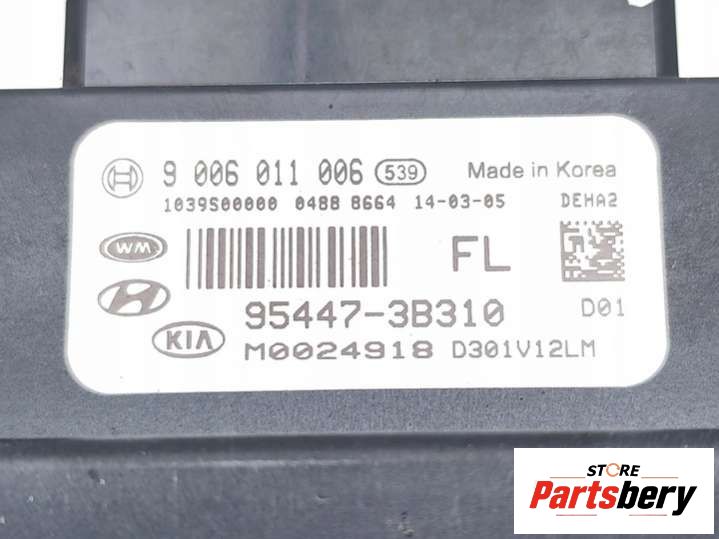 9 006 011 006 539 Made in Korea
1039S00000 0488 8664 14-03-05 DEHA2
WM
FL
95447-3B310 D01
KIA M0024918 D301V12LM
STORE
Partsbery